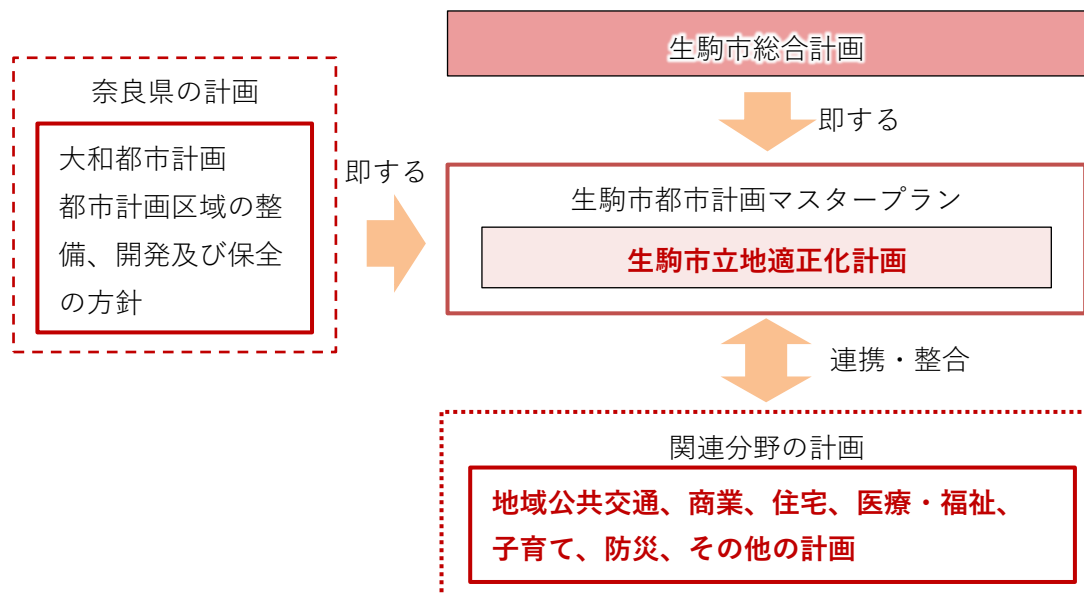 生駒市総合計画
奈良県の計画
即する
大和都市計画
都市計画区域の整
備、開発及び保全
の方針
即する
生駒市都市計画マスタープラン
生駒市立地適正化計画
連携・整合
関連分野の計画
地域公共交通、商業、住宅、医療・福祉、
子育て、防災、その他の計画